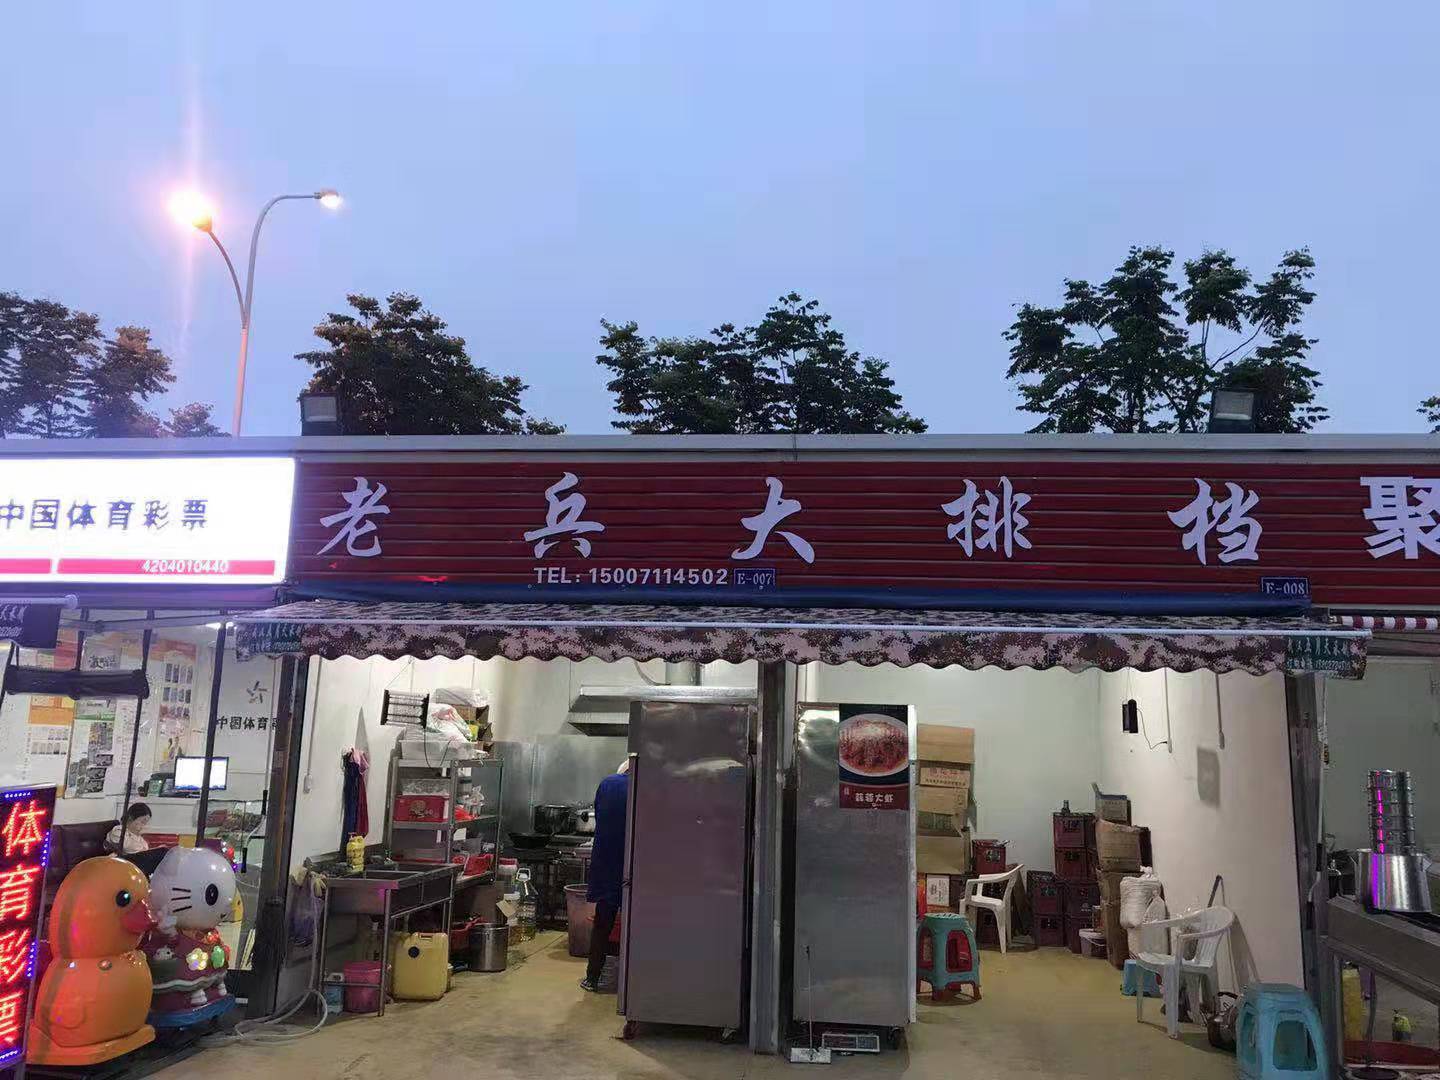 中国体育彩票
4204010440
老兵大排档
TEL: 15007114502
E-007
E-008
聚
中国体育彩
蒜蓉大虾
体育彩票